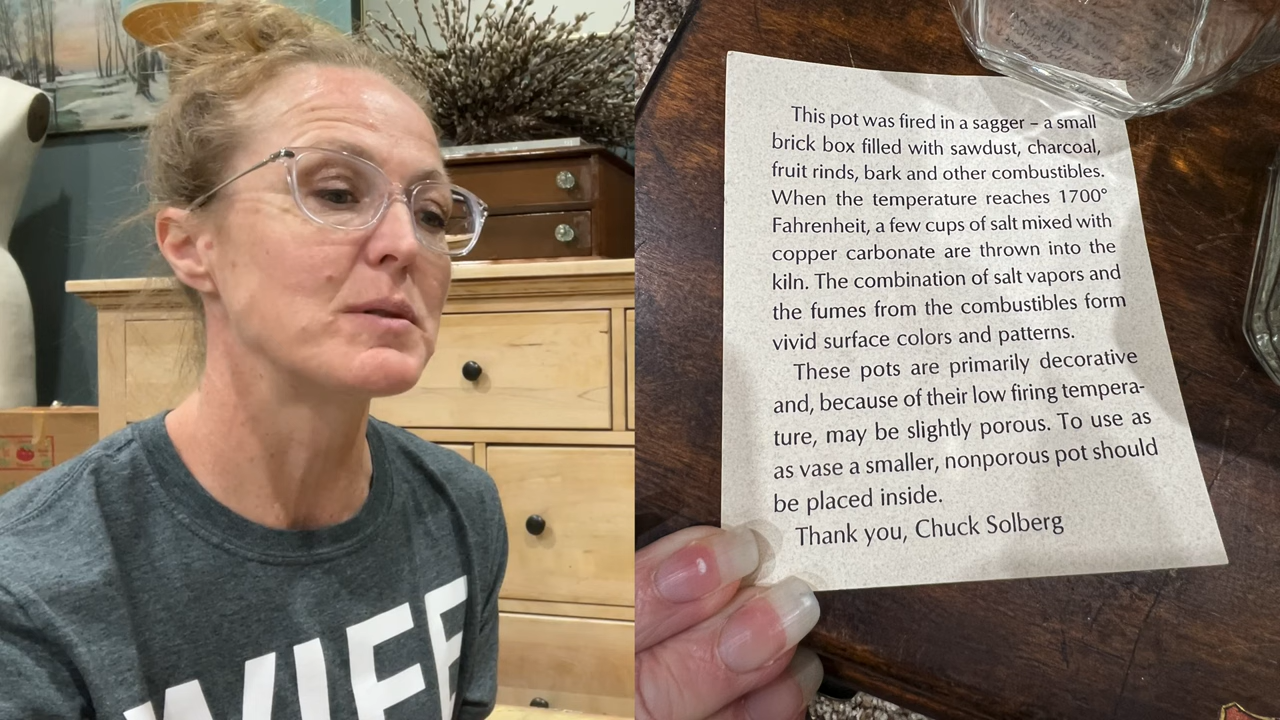 WIFE
This pot was fired in a sagger – a small
brick box filled with sawdust, charcoal,
fruit rinds, bark and other combustibles.
When the temperature reaches 1700°
Fahrenheit, a few cups of salt mixed with
copper carbonate are thrown into the
kiln. The combination of salt vapors and
the fumes from the combustibles form
vivid surface colors and patterns.
These pots are primarily decorative
and, because of their low firing tempera-
ture, may be slightly porous. To use as
as vase a smaller, nonporous pot should
be placed inside.
Thank you, Chuck Solberg